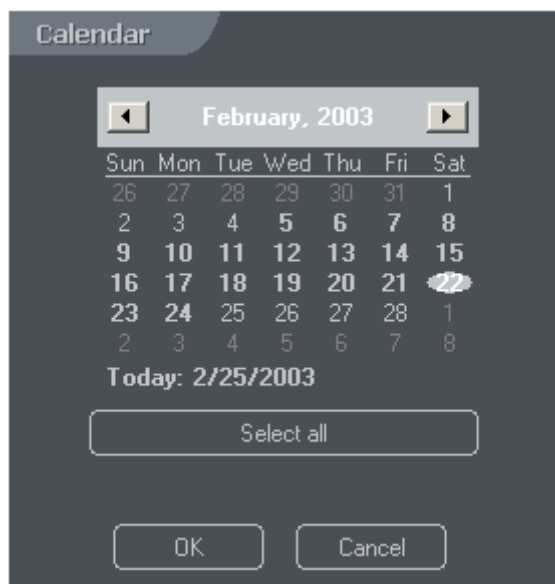 Calendar
February, 2003
Sun Mon Tue Wed Thu Fri Sat
26 27 28 29 30 31 1
2 3 4 5 6 7 8
9 10 11 12 13 14 15
16 17 18 19 20 21 22
23 24 25 26 27 28 1
2 3 4 5 6 7 8
Today: 2/25/2003
Select all
OK Cancel